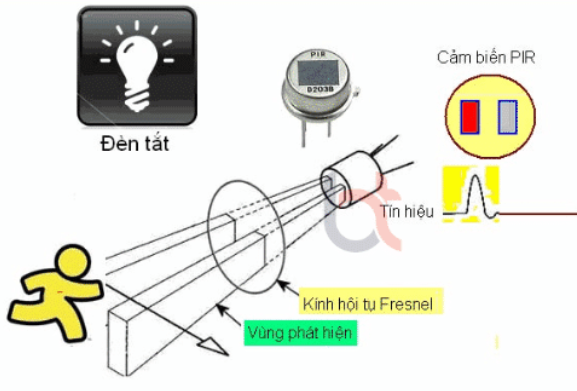 PIR
D203B
Cảm biến PIR
Đèn tắt
Tín hiệu
Kính hội tụ Fresnel
Vùng phát hiện